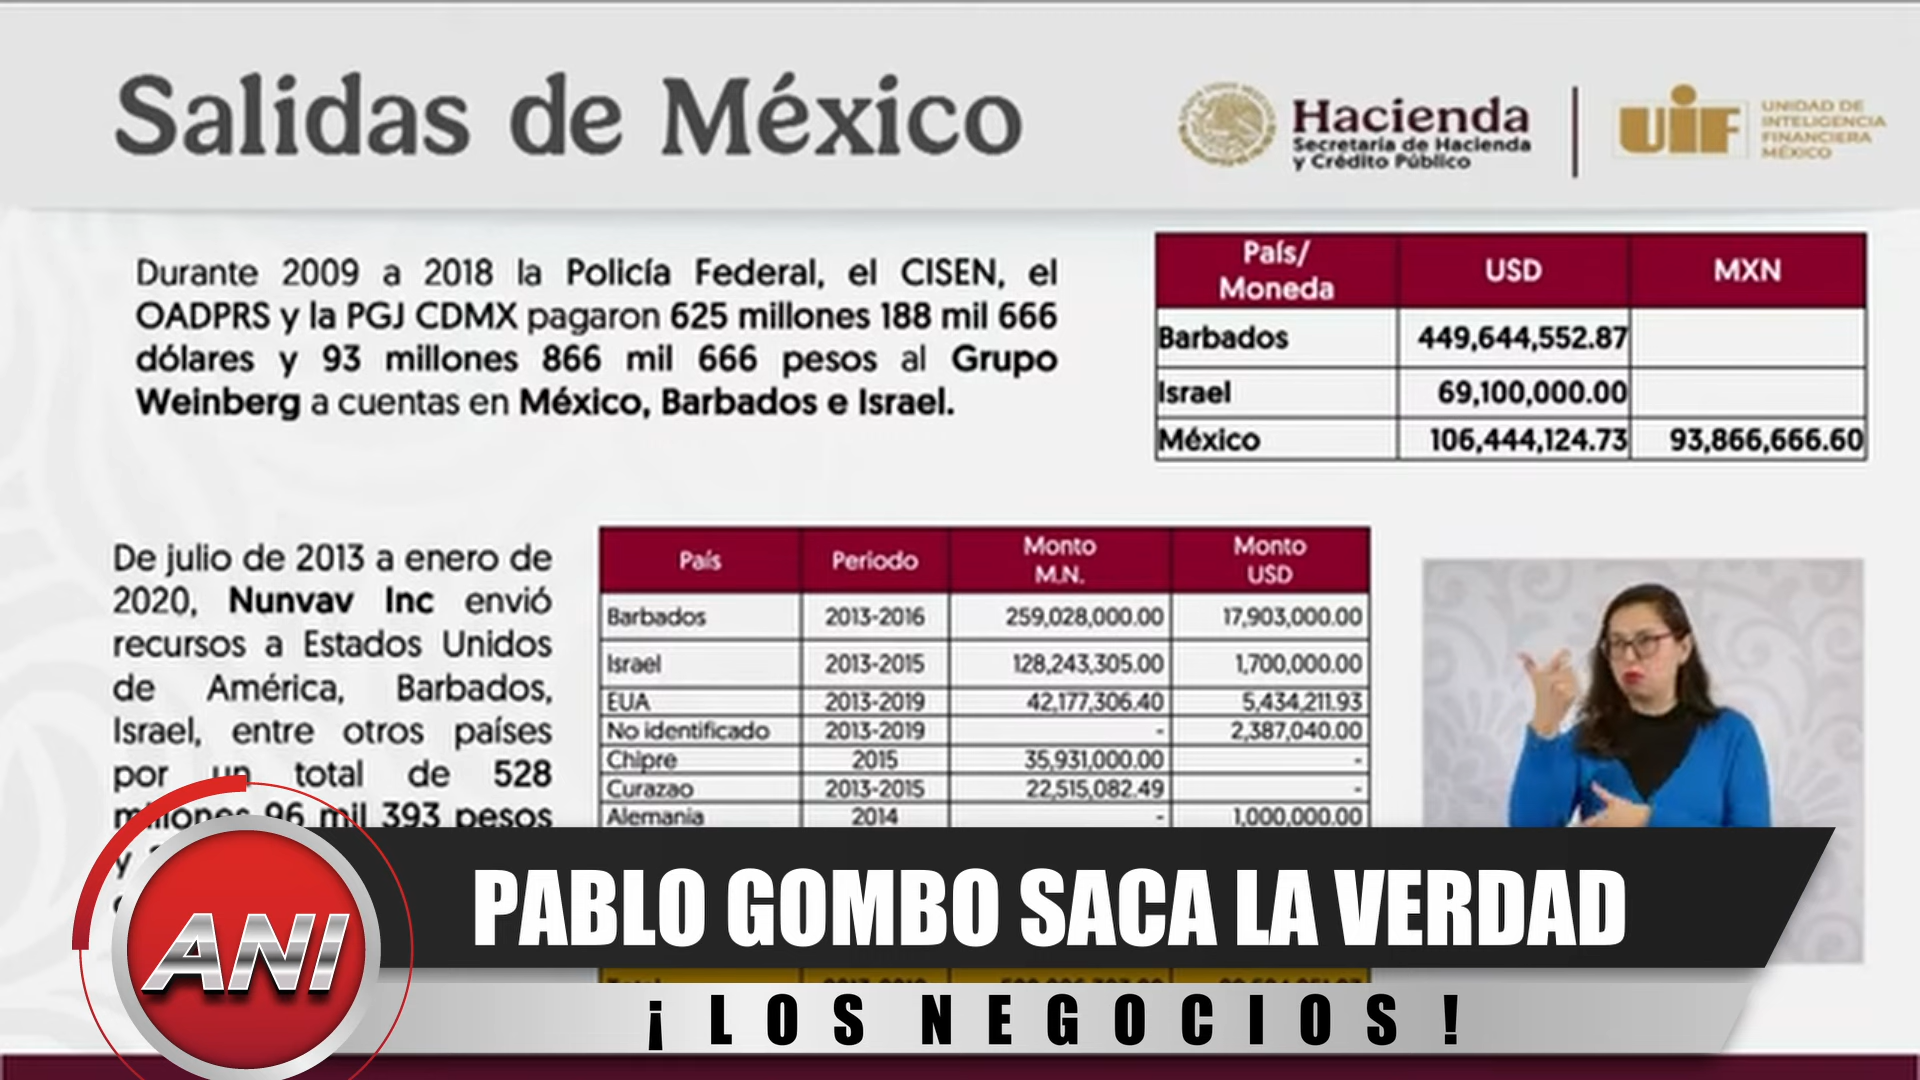 Salidas de México
Hacienda
Secretaría de Hacienda
y Crédito Público
UIF
UNIDAD DE
INTELIGENCIA
FINANCIERA
MÉXICO
Durante 2009 a 2018 la Policía Federal, el CISEN, el
OADPRS y la PGJ CDMX pagaron 625 millones 188 mil 666
dólares y 93 millones 866 mil 666 pesos al Grupo
Weinberg a cuentas en México, Barbados e Israel.
País/
Moneda USD MXN
Barbados 449,644,552.87
Israel 69,100,000.00
México 106,444,124.73 93,866,666.60
De julio de 2013 a enero de
2020, Nunvav Inc envió
recursos a Estados Unidos
de América, Barbados,
Israel, entre otros países
por un total de 528
millones 96 mil 393 pesos
y
País Periodo Monto M.N. Monto USD
Barbados 2013-2016 259,028,000.00 17,903,000.00
Israel 2013-2015 128,243,305.00 1,700,000.00
EUA 2013-2019 42,177,306.40 5,434,211.93
No identificado 2013-2019 - 2,387,040.00
Chipre 2015 35,931,000.00 -
Curazao 2013-2015 22,515,082.49 -
Alemania 2014 - 1,000,000.00
ANI
PABLO GOMBO SACA LA VERDAD
¡LOS NEGOCIOS!